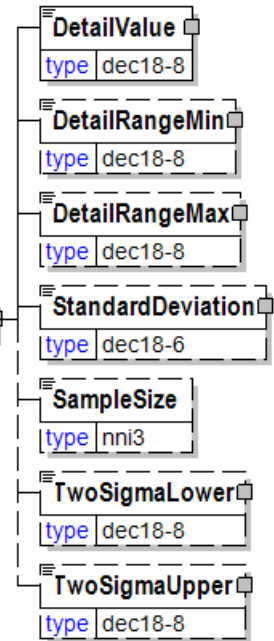 DetailValue
type dec18-8
DetailRangeMin
type dec18-8
DetailRangeMax
type dec18-8
StandardDeviation
type dec18-6
SampleSize
type nni3
TwoSigmaLower
type dec18-8
TwoSigmaUpper
type dec18-8